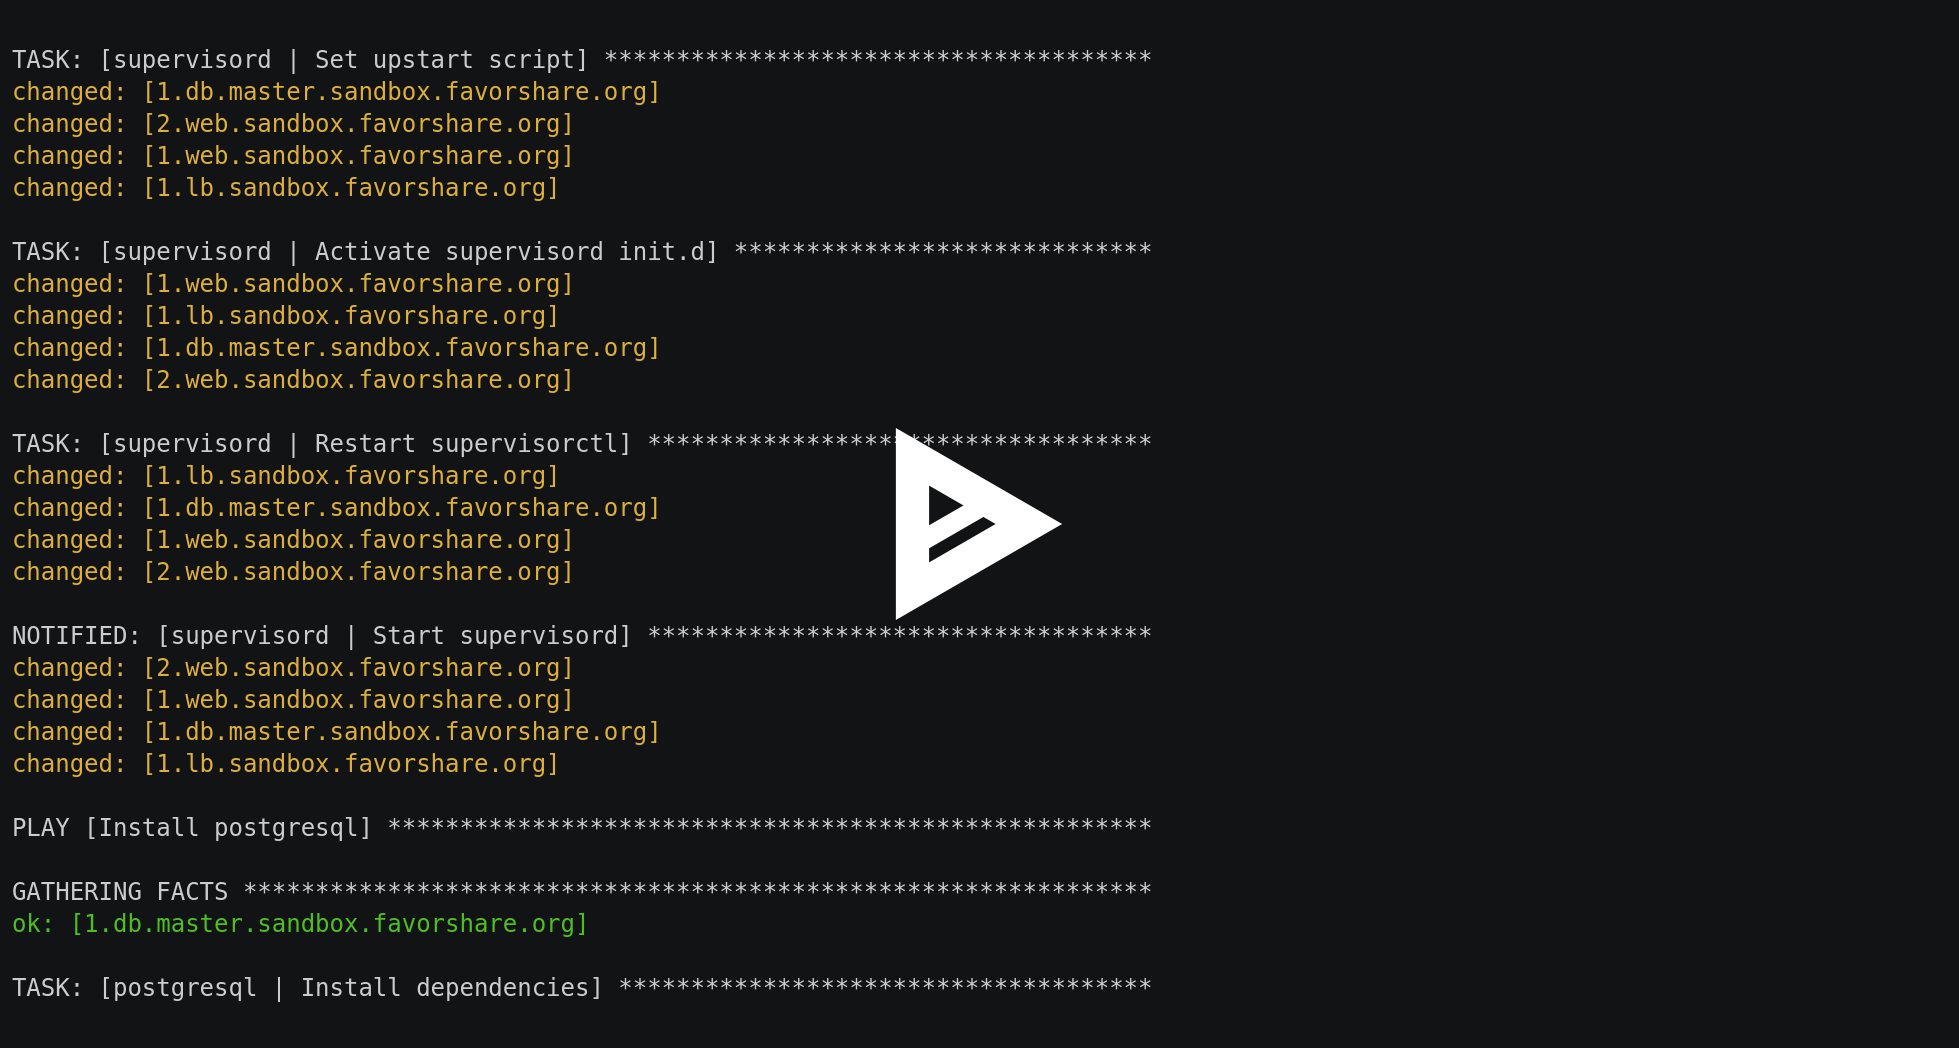 TASK: [supervisord | Set upstart script] **************************************
changed: [1.db.master.sandbox.favorshare.org]
changed: [2.web.sandbox.favorshare.org]
changed: [1.web.sandbox.favorshare.org]
changed: [1.lb.sandbox.favorshare.org]
TASK: [supervisord | Activate supervisord init.d] *****************************
changed: [1.web.sandbox.favorshare.org]
changed: [1.lb.sandbox.favorshare.org]
changed: [1.db.master.sandbox.favorshare.org]
changed: [2.web.sandbox.favorshare.org]
TASK: [supervisord | Restart supervisorctl] ***********************************
changed: [1.lb.sandbox.favorshare.org]
changed: [1.db.master.sandbox.favorshare.org]
changed: [1.web.sandbox.favorshare.org]
changed: [2.web.sandbox.favorshare.org]
NOTIFIED: [supervisord | Start supervisord] ***********************************
changed: [2.web.sandbox.favorshare.org]
changed: [1.web.sandbox.favorshare.org]
changed: [1.db.master.sandbox.favorshare.org]
changed: [1.lb.sandbox.favorshare.org]
PLAY [Install postgresql] *****************************************************
GATHERING FACTS ***************************************************************
ok: [1.db.master.sandbox.favorshare.org]
TASK: [postgresql | Install dependencies] *************************************